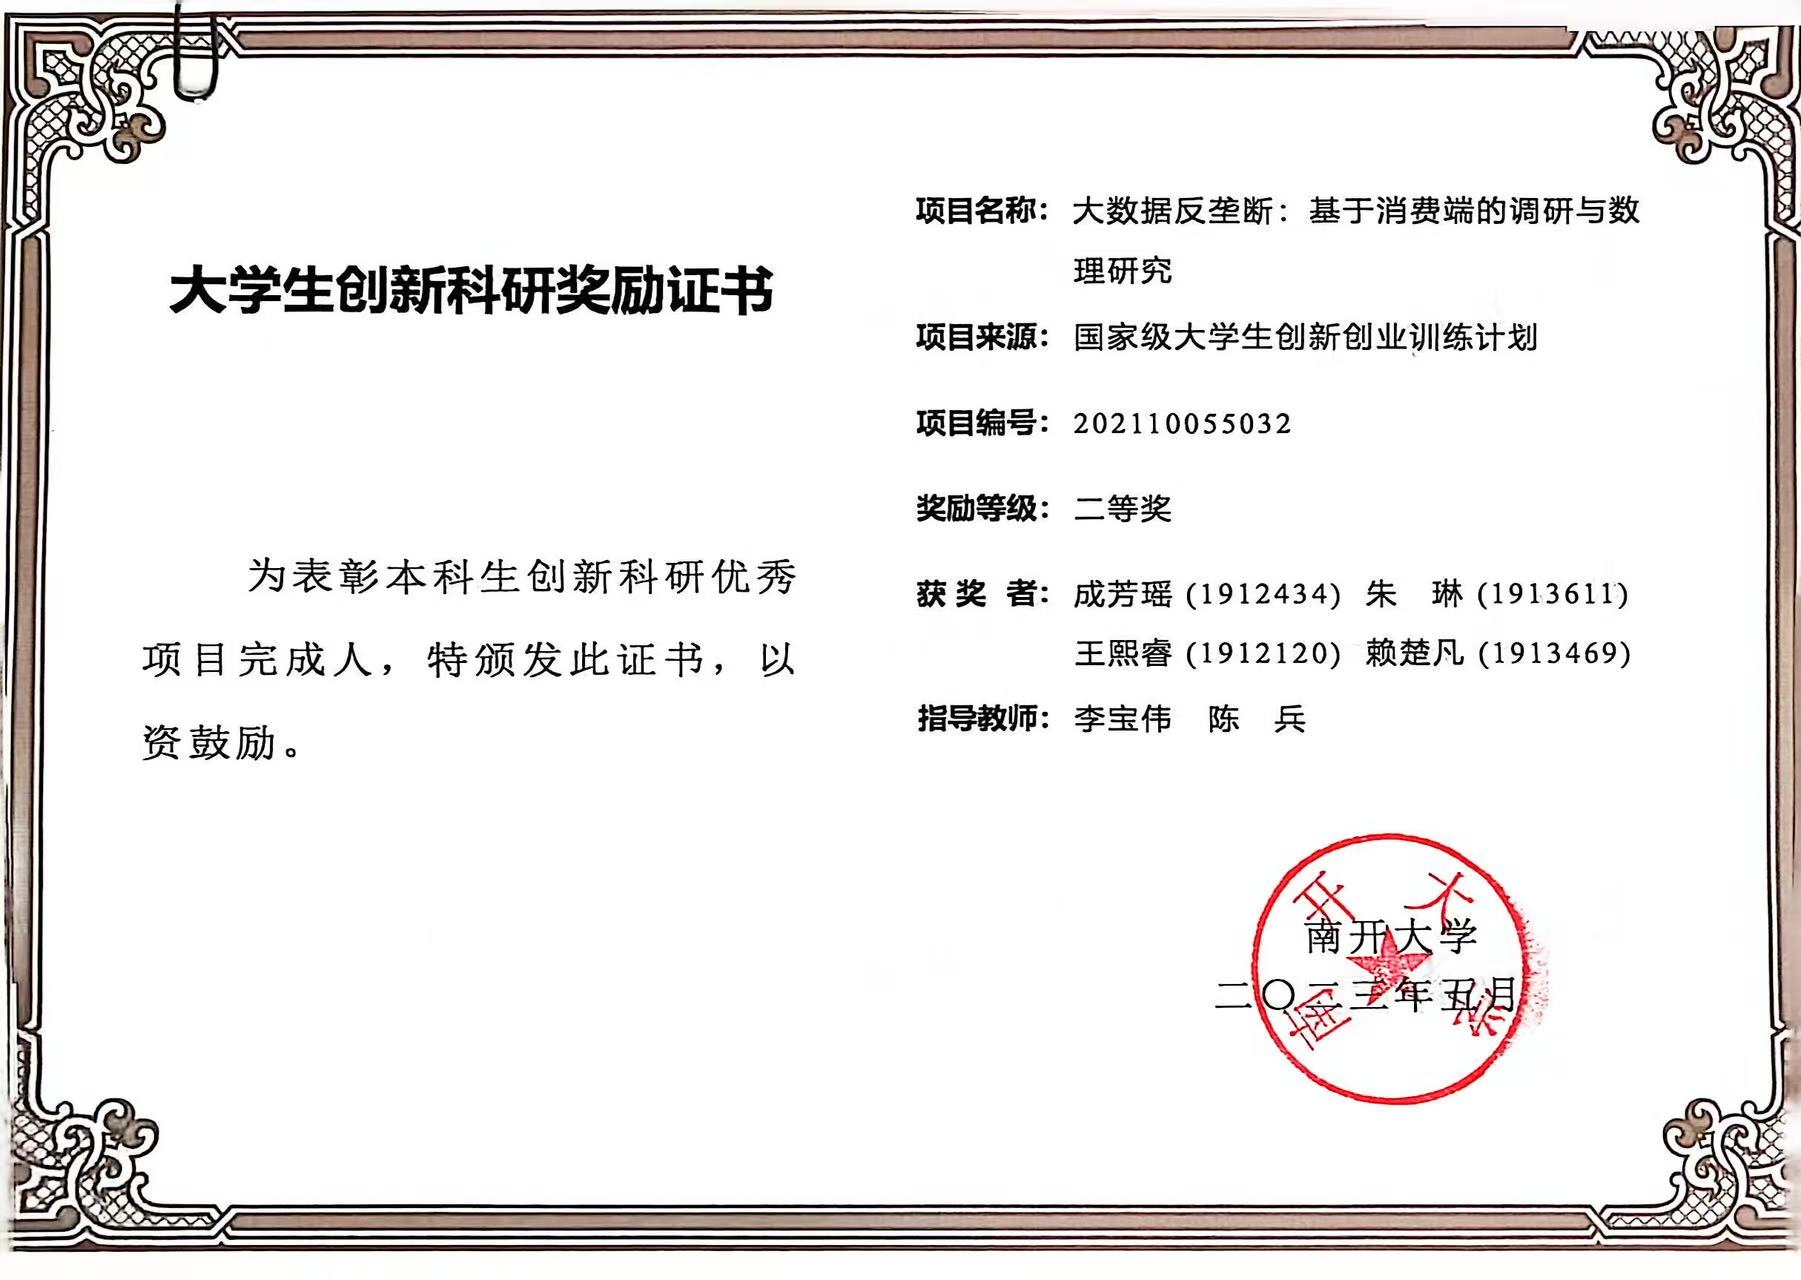 大学生创新科研奖励证书
为表彰本科生创新科研优秀
项目完成人，特颁发此证书，以
资鼓励。
项目名称：大数据反垄断：基于消费端的调研与数
理研究
项目来源：国家级大学生创新创业训练计划
项目编号：202110055032
奖励等级：二等奖
获 奖 者：成芳瑶 (1912434) 朱 琳 (1913611)
王熙睿 (1912120) 赖楚凡 (1913469)
指导教师：李宝伟 陈 兵
南开大学
南开大学
二〇二三年五月